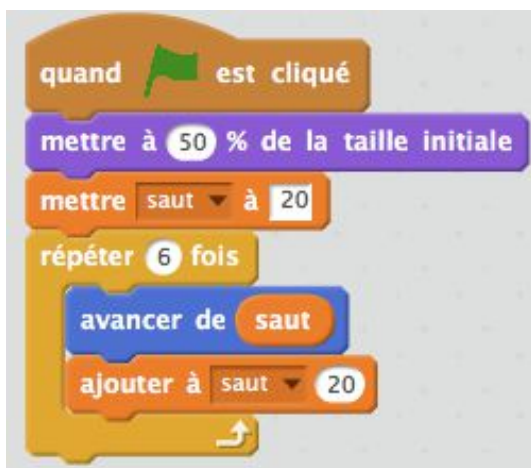 quand est cliqué
mettre à 50 % de la taille initiale
mettre saut à 20
répéter 6 fois
avancer de saut
ajouter à saut 20